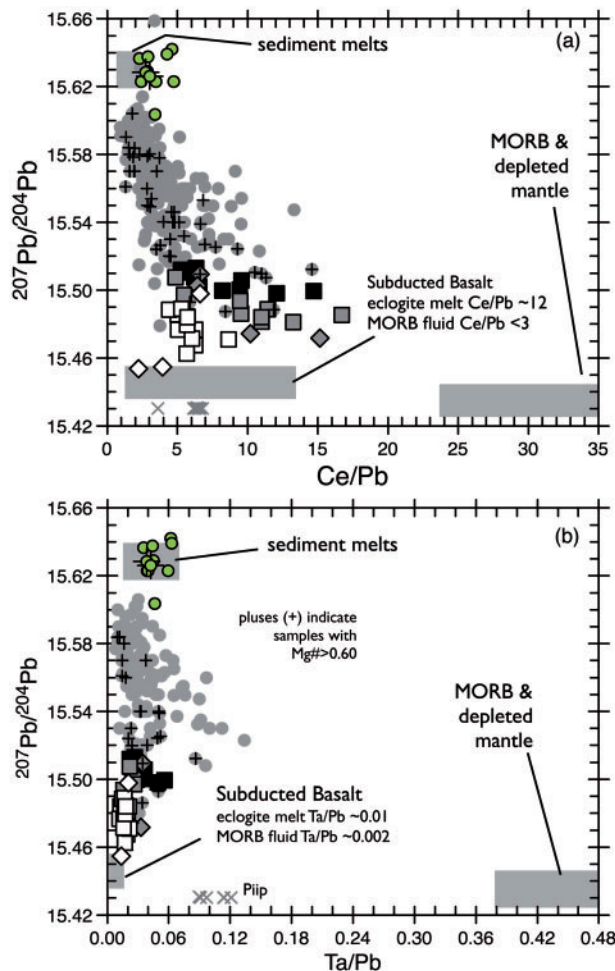 15.66
(a)
sediment melts
15.62
MORB &
depleted
mantle
15.58
207Pb/204Pb
15.54
Subducted Basalt
eclogite melt Ce/Pb ~12
MORB fluid Ce/Pb <3
15.50
15.46
15.42
0 5 10 15 20 25 30 35
Ce/Pb
15.66
(b)
sediment melts
15.62
pluses (+) indicate
samples with
Mg#>0.60
15.58
MORB &
depleted
mantle
207Pb/204Pb
15.54
15.50
Subducted Basalt
eclogite melt Ta/Pb ~0.01
MORB fluid Ta/Pb ~0.002
15.46
Piip
15.42
0.00 0.06 0.12 0.18 0.24 0.30 0.36 0.42 0.48
Ta/Pb